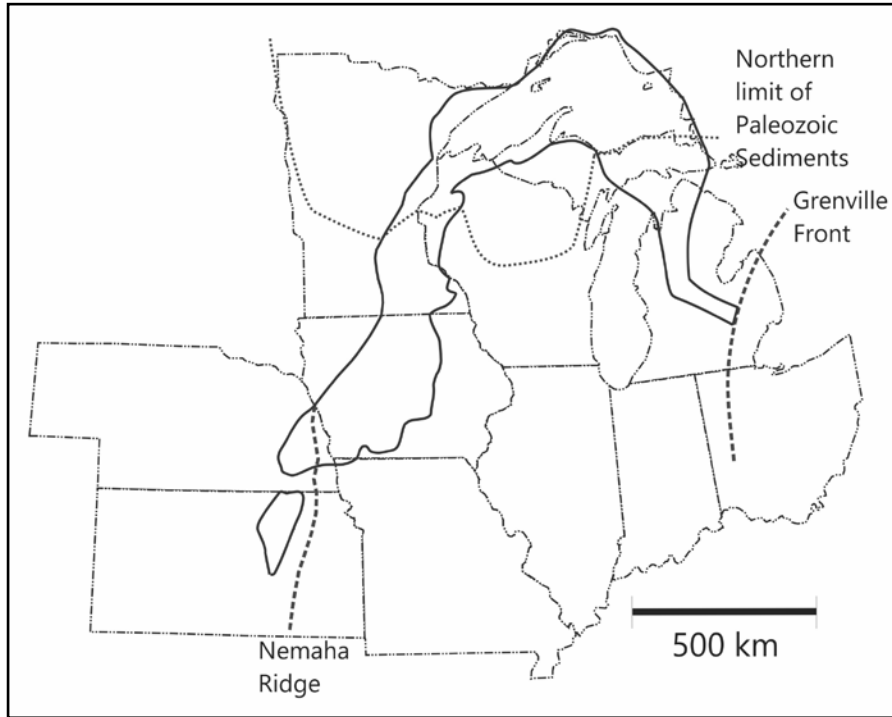 Northern
limit of
Paleozoic
Sediments
Grenville
Front
500 km
Nemaha
Ridge